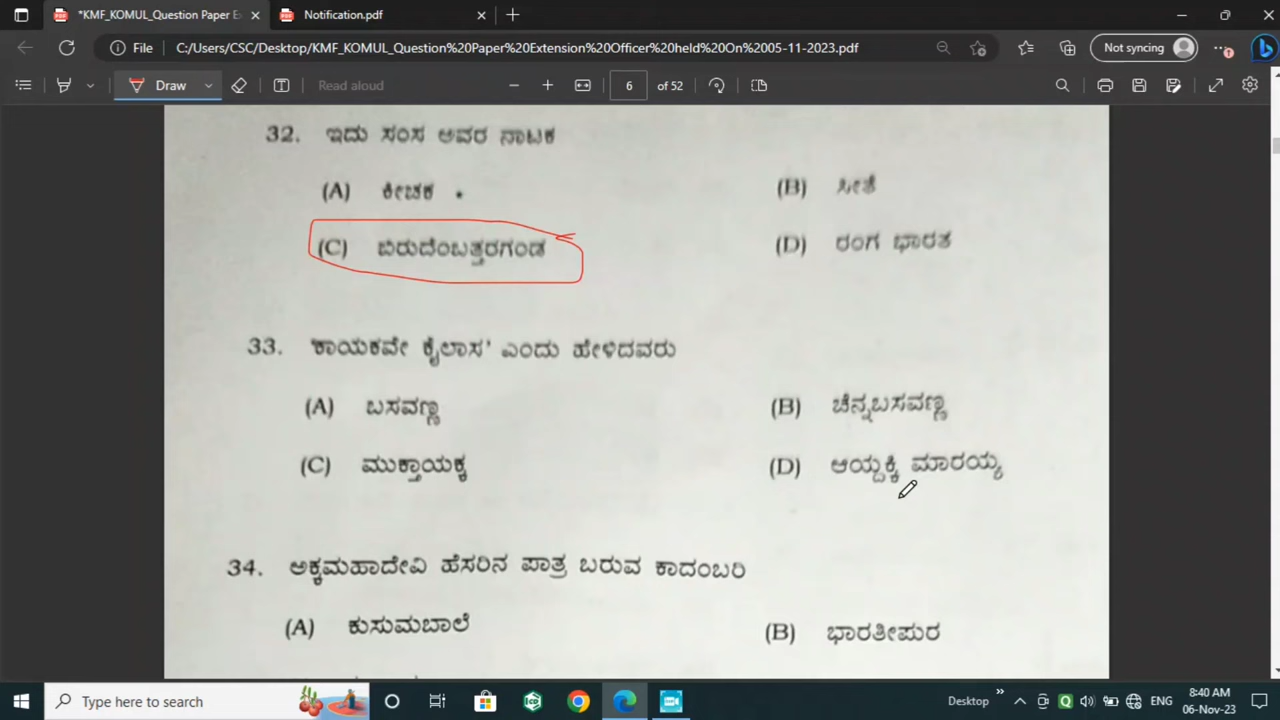 *KMF_KOMUL_Question Paper E
Notification.pdf
File C:/Users/CSC/Desktop/KMF_KOMUL_Question%20Paper%20Extension%20Officer%20held%20On%2005-11-2023.pdf Not syncing
Draw Read aloud 6 of 52
32. ಇದು ಸಂಸ ಅವರ ನಾಟಕ
(A) ಕೀಚಕ (B) ಸೀತೆ
(C) ಬಿರುದೆಂಬತ್ತರಗಂಡ (D) ರಂಗ ಭಾರತ
33. 'ಕಾಯಕವೇ ಕೈಲಾಸ' ಎಂದು ಹೇಳಿದವರು
(A) ಬಸವಣ್ಣ (B) ಚೆನ್ನಬಸವಣ್ಣ
(C) ಮುಕ್ತಾಯಕ್ಕ (D) ಆಯ್ದಕ್ಕಿ ಮಾರಯ್ಯ
34. ಅಕ್ಕಮಹಾದೇವಿ ಹೆಸರಿನ ಪಾತ್ರ ಬರುವ ಕಾದಂಬರಿ
(A) ಕುಸುಮಬಾಲೆ (B) ಭಾರತೀಪುರ
Type here to search Desktop ENG 8:40 AM
06-Nov-23